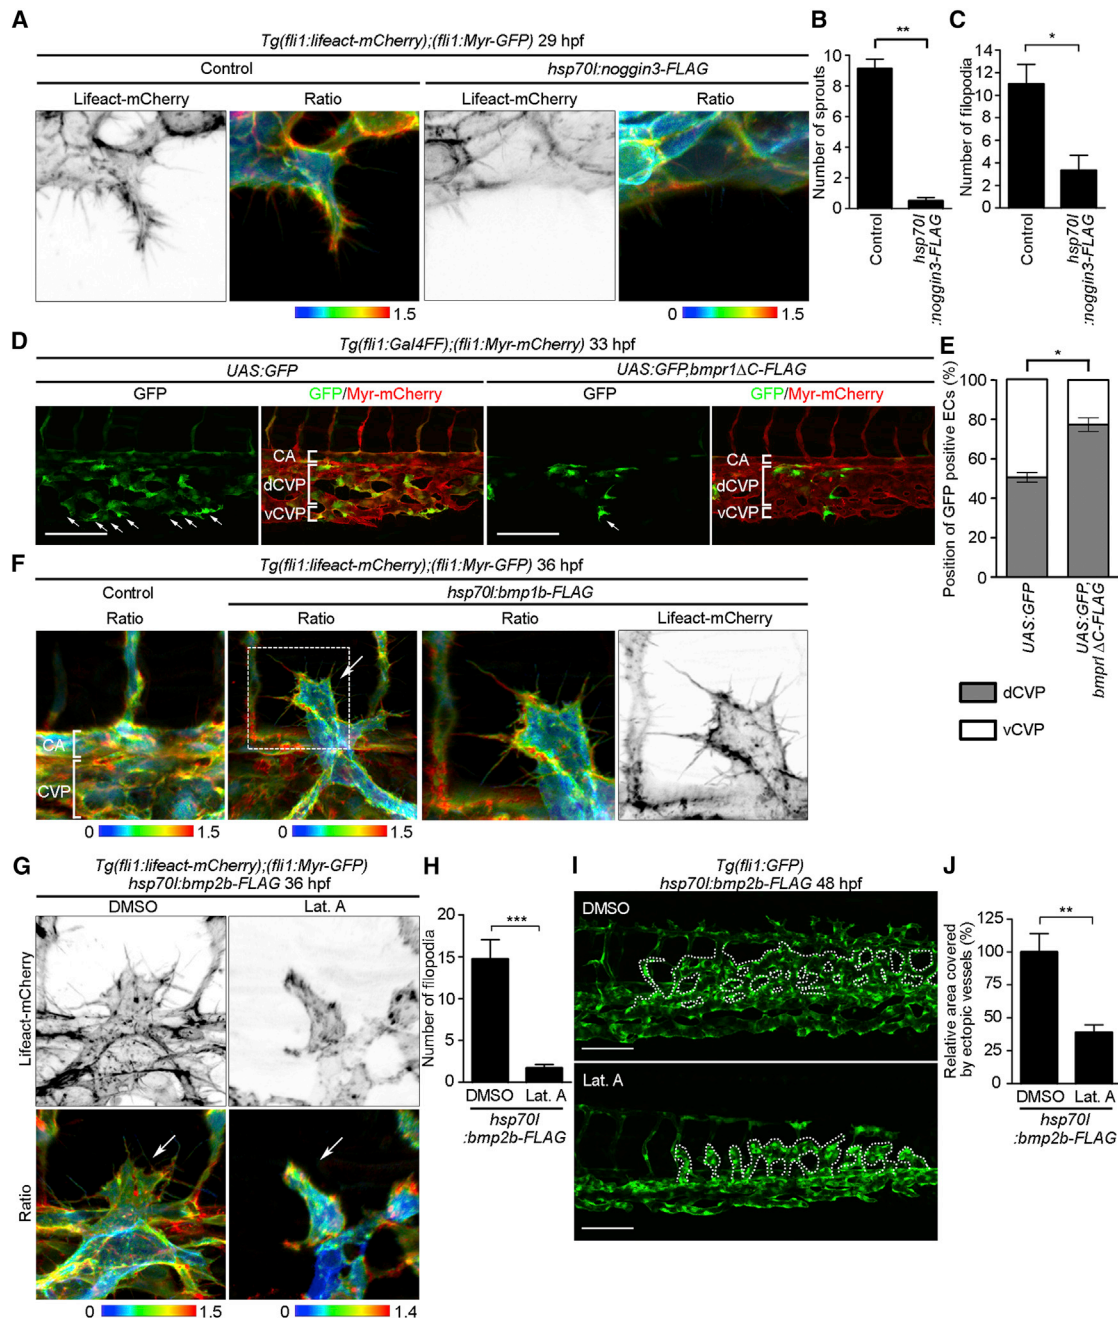 A
Tg(fli1:lifeact-mCherry);(fli1:Myr-GFP) 29 hpf
Control
hsp70l:noggin3-FLAG
Lifeact-mCherry
Ratio
Lifeact-mCherry
Ratio
1.5
0
1.5
B
**
Number of sprouts
10
8
6
4
2
0
Control
hsp70l
:noggin3-FLAG
C
*
Number of filopodia
14
12
10
8
6
4
2
0
Control
hsp70l
:noggin3-FLAG
D
Tg(fli1:Gal4FF);(fli1:Myr-mCherry) 33 hpf
UAS:GFP
UAS:GFP,bmpr1ΔC-FLAG
GFP
GFP/Myr-mCherry
GFP
GFP/Myr-mCherry
CA
dCVP
vCVP
CA
dCVP
vCVP
E
*
Position of GFP positive ECs (%)
100
80
60
40
20
0
UAS:GFP
UAS:GFP,
bmprl ΔC-FLAG
dCVP
vCVP
F
Tg(fli1:lifeact-mCherry);(fli1:Myr-GFP) 36 hpf
Control
hsp70l:bmp1b-FLAG
Ratio
Ratio
Ratio
Lifeact-mCherry
CA
CVP
0
1.5
0
1.5
G
Tg(fli1:lifeact-mCherry);(fli1:Myr-GFP)
hsp70l:bmp2b-FLAG 36 hpf
DMSO
Lat. A
Lifeact-mCherry
Ratio
0
1.5
0
1.4
H
***
Number of filopodia
20
15
10
5
0
DMSO
Lat. A
hsp70l
:bmp2b-FLAG
I
Tg(fli1:GFP)
hsp70l:bmp2b-FLAG 48 hpf
DMSO
Lat. A
J
**
Relative area covered
by ectopic vessels (%)
125
100
75
50
25
0
DMSO
Lat. A
hsp70l
:bmp2b-FLAG